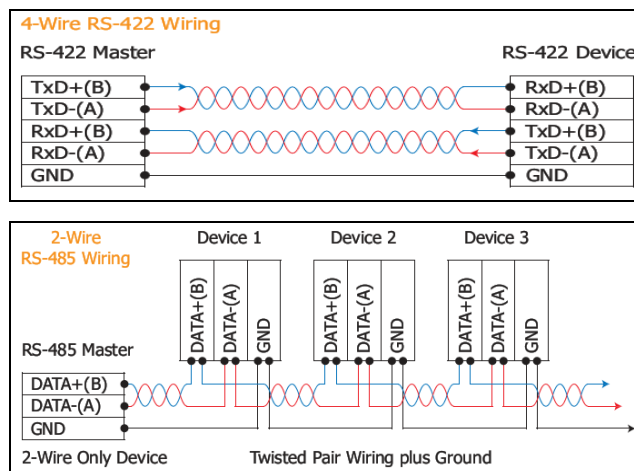 4-Wire RS-422 Wiring
RS-422 Master
RS-422 Device
TxD+(B)
RxD+(B)
TxD-(A)
RxD-(A)
RxD+(B)
TxD+(B)
RxD-(A)
TxD-(A)
GND
GND
2-Wire
RS-485 Wiring
Device 1
Device 2
Device 3
DATA+(B)
DATA-(A)
GND
DATA+(B)
DATA-(A)
GND
DATA+(B)
DATA-(A)
GND
RS-485 Master
DATA+(B)
DATA-(A)
GND
2-Wire Only Device
Twisted Pair Wiring plus Ground